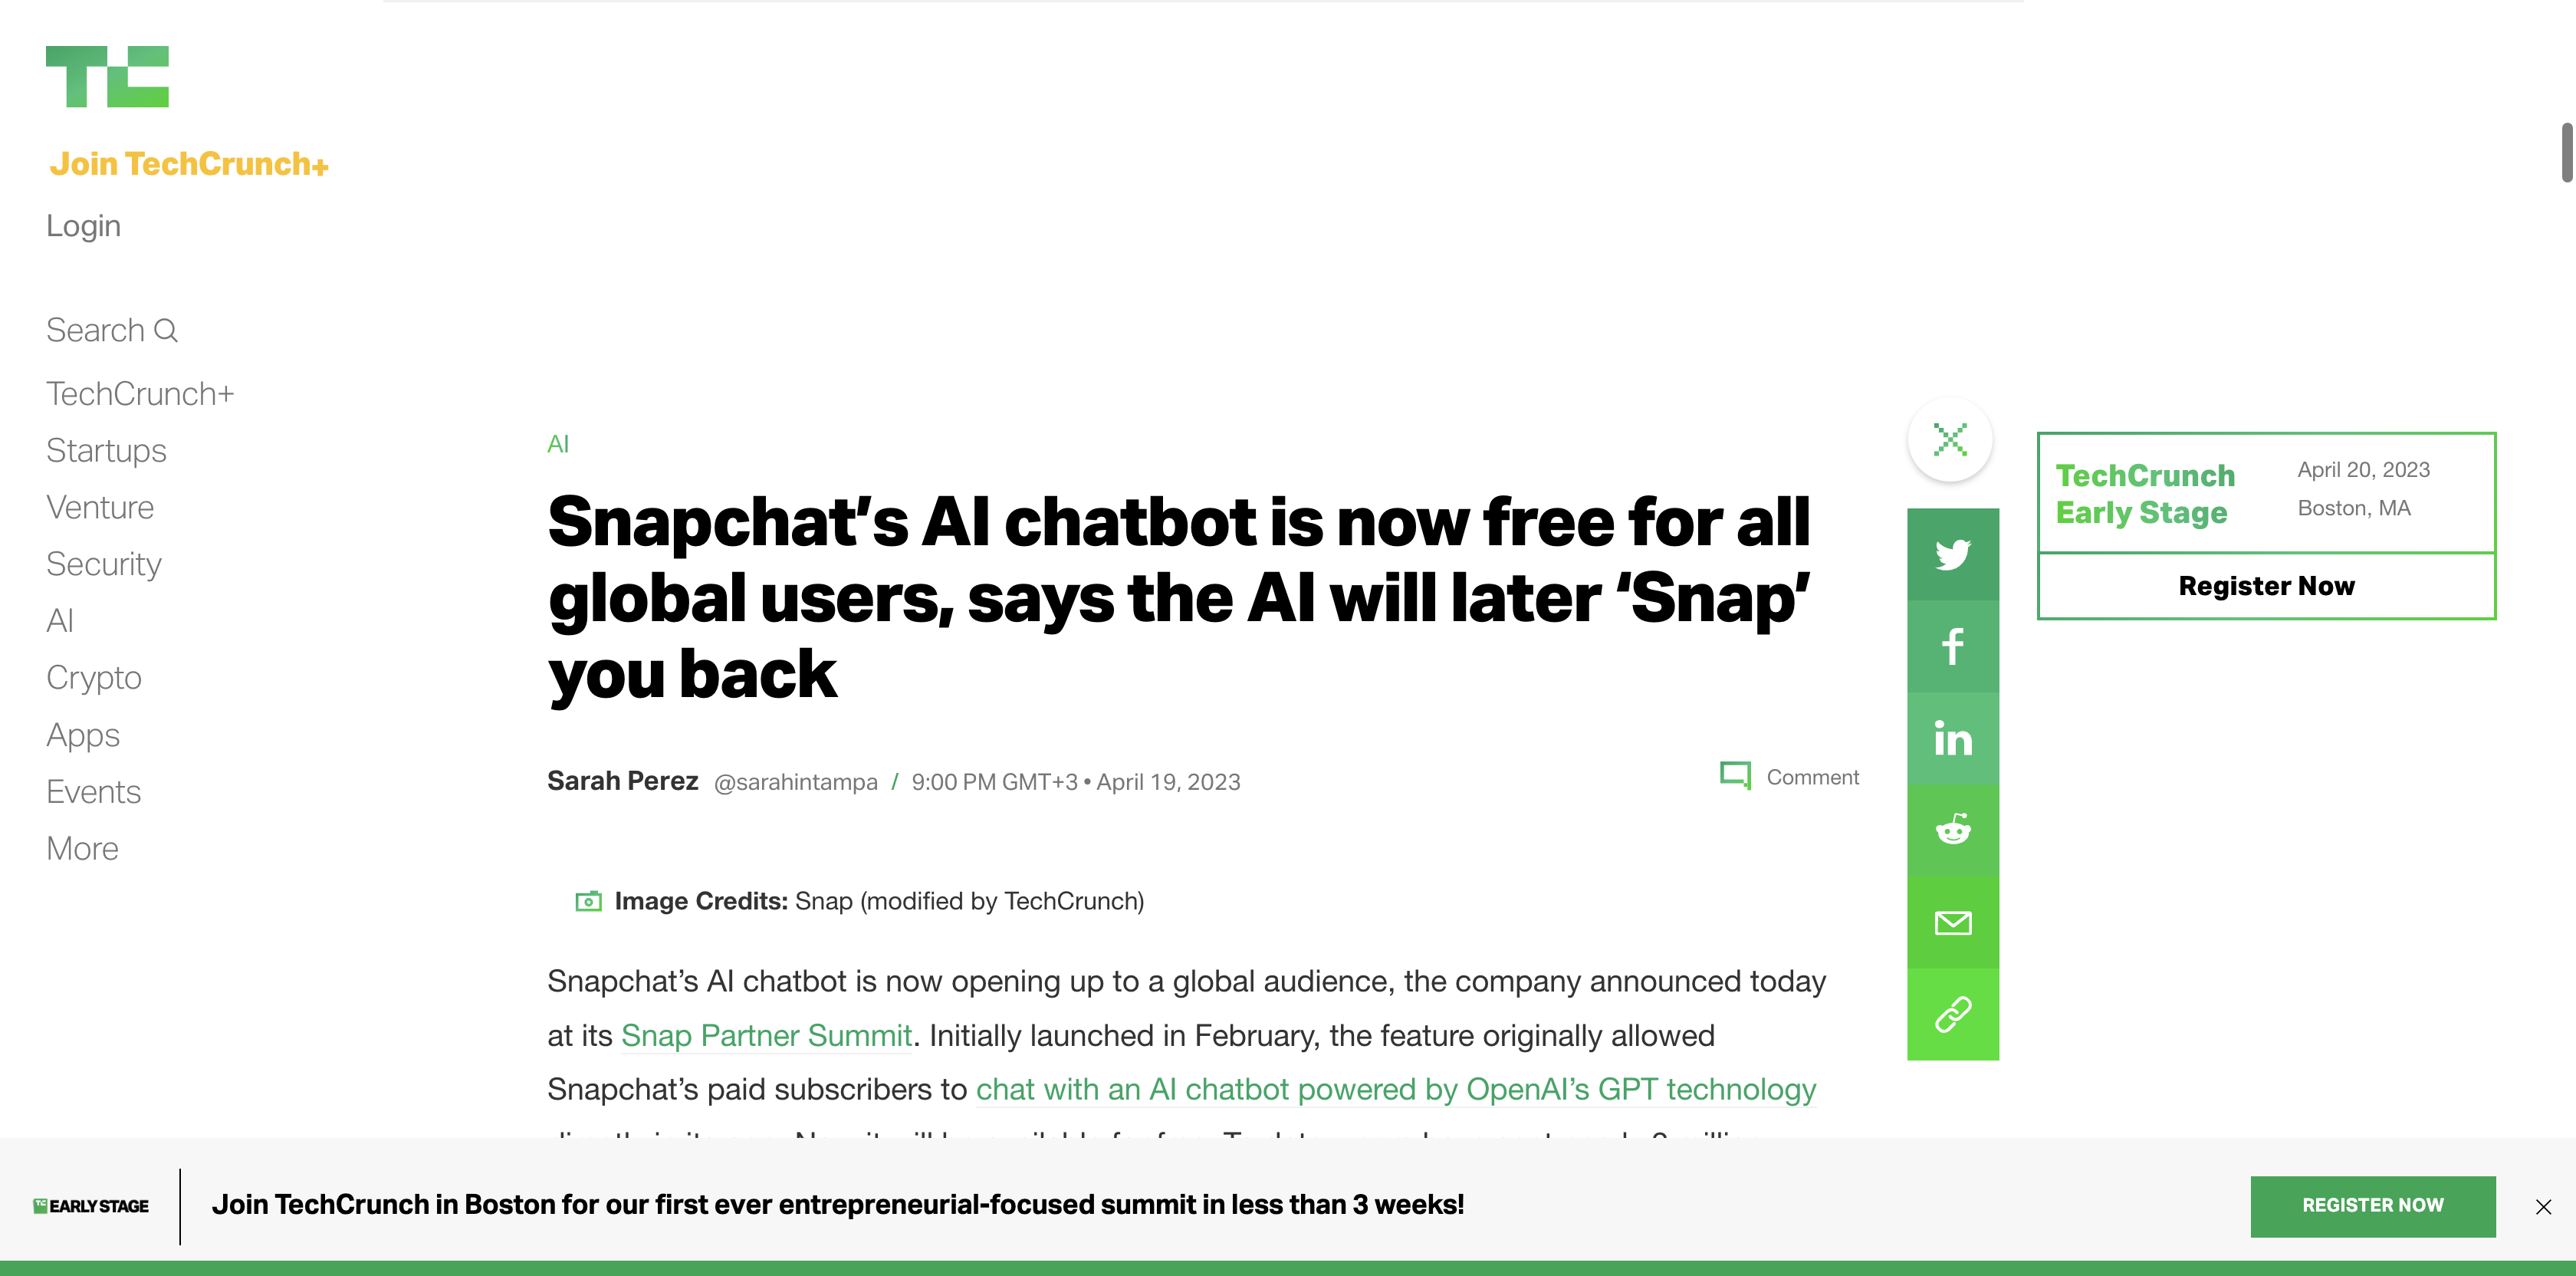 TC
Join TechCrunch+
Login
Search
TechCrunch+
Startups
Venture
Security
AI
Crypto
Apps
Events
More
AI
Snapchat’s AI chatbot is now free for all
global users, says the AI will later ‘Snap’
you back
Sarah Perez @sarahintampa / 9:00 PM GMT+3 • April 19, 2023
Comment
Image Credits: Snap (modified by TechCrunch)
Snapchat’s AI chatbot is now opening up to a global audience, the company announced today
at its Snap Partner Summit. Initially launched in February, the feature originally allowed
Snapchat’s paid subscribers to chat with an AI chatbot powered by OpenAI’s GPT technology
f
in
TechCrunch
Early Stage
April 20, 2023
Boston, MA
Register Now
TC EARLY STAGE
Join TechCrunch in Boston for our first ever entrepreneurial-focused summit in less than 3 weeks!
REGISTER NOW